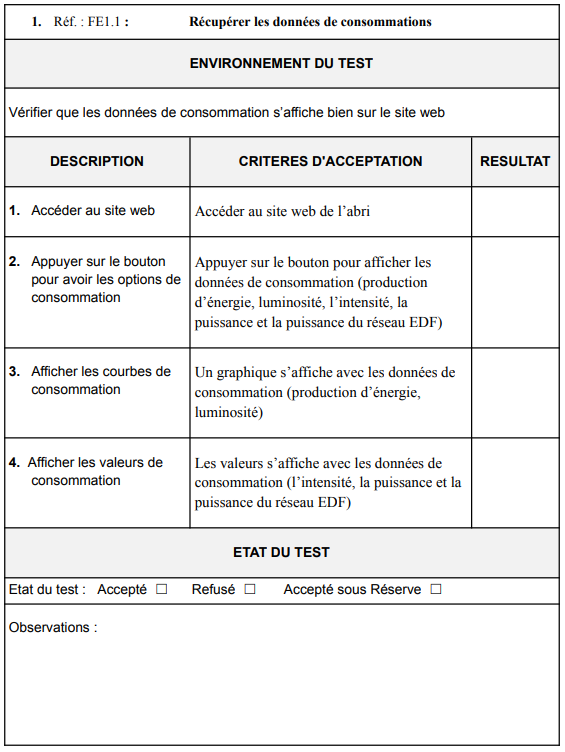 1. Réf. : FE1.1 : Récupérer les données de consommations
ENVIRONNEMENT DU TEST
Vérifier que les données de consommation s’affiche bien sur le site web
DESCRIPTION CRITERES D'ACCEPTATION RESULTAT
1. Accéder au site web
Accéder au site web de l’abri
2. Appuyer sur le bouton
pour avoir les options de
consommation
Appuyer sur le bouton pour afficher les
données de consommation (production
d’énergie, luminosité, l’intensité, la
puissance et la puissance du réseau EDF)
3. Afficher les courbes de
consommation
Un graphique s’affiche avec les données de
consommation (production d’énergie,
luminosité)
4. Afficher les valeurs de
consommation
Les valeurs s’affiche avec les données de
consommation (l’intensité, la puissance et la
puissance du réseau EDF)
ETAT DU TEST
Etat du test : Accepté ☐ Refusé ☐ Accepté sous Réserve ☐
Observations :